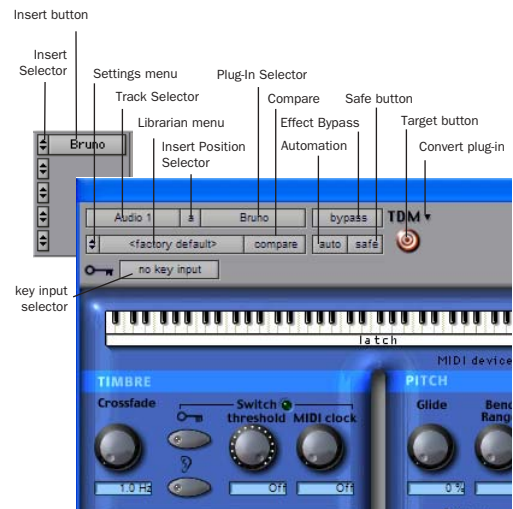 Insert button
Insert
Selector
Settings menu
Plug-In Selector
Track Selector
Compare
Safe button
Librarian menu
Effect Bypass
Target button
Insert Position
Selector
Automation
Convert plug-in
Bruno
Audio 1
a
Bruno
bypass
TDM
<factory default>
compare
auto
safe
no key input
key input
selector
latch
MIDI device
TIMBRE
PITCH
Crossfade
Switch
threshold
MIDI clock
Glide
Bend
Range
1.0 Hz
Off
Off
0 %